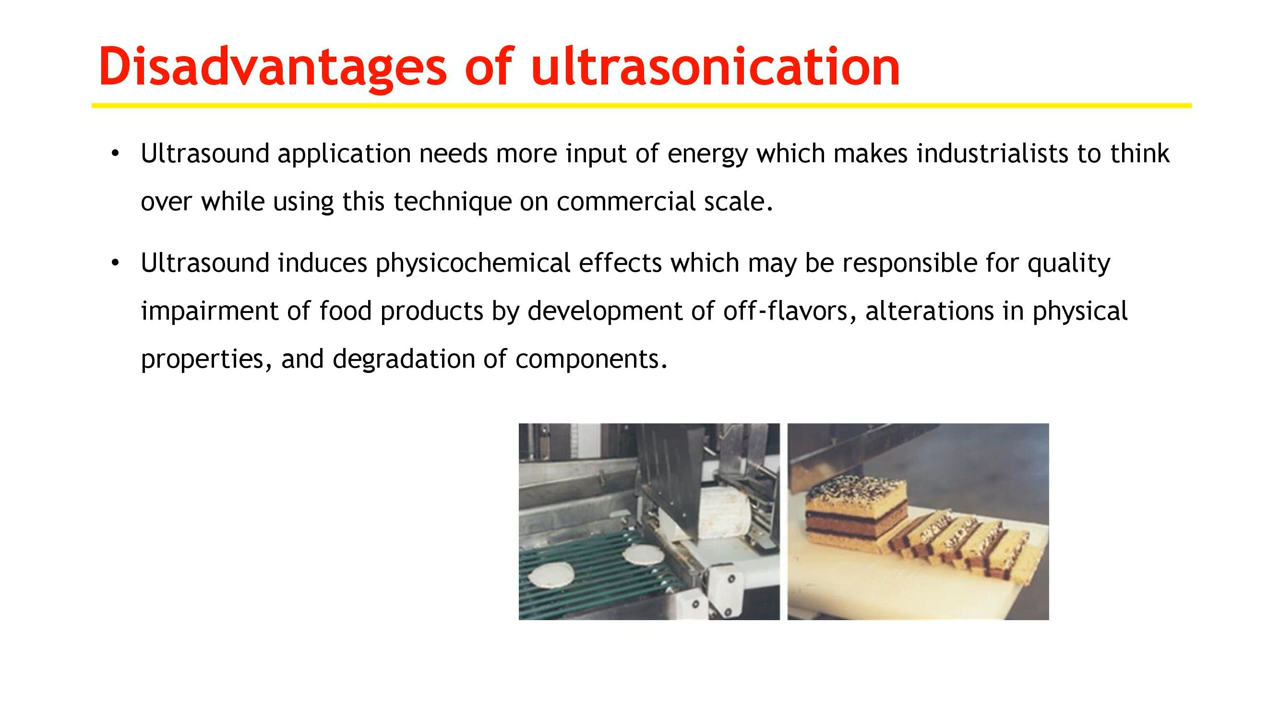 Disadvantages of ultrasonication
• Ultrasound application needs more input of energy which makes industrialists to think
over while using this technique on commercial scale.
• Ultrasound induces physicochemical effects which may be responsible for quality
impairment of food products by development of off-flavors, alterations in physical
properties, and degradation of components.